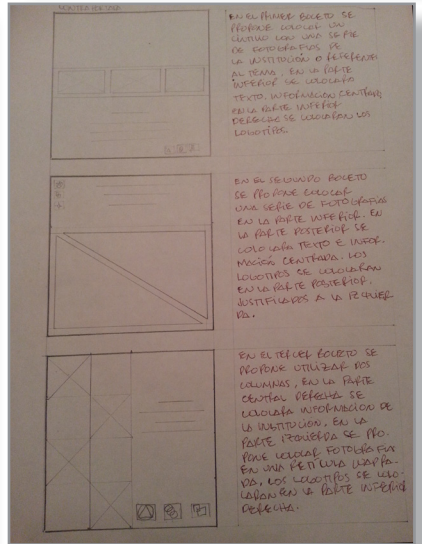 EN EL PRIMER BOCETO SE
PROPONE COLOCAR UN
CON UNA SERIE
DE FOTOGRAFÍAS DE
LA INSTITUCIÓN O REFERENTES
AL TEMA, EN LA PARTE
INFERIOR SE COLOCARA
TEXTO, INFORMACIÓN CENTRADA
EN LA PARTE INFERIOR
DERECHA SE COLOCARAN LOS
LOGOTIPOS.
EN EL SEGUNDO BOCETO
SE PROPONE COLOCAR
UNA SERIE DE FOTOGRAFÍAS
EN LA PARTE INFERIOR. EN
LA PARTE POSTERIOR SE
COLOCARA TEXTO E INFOR-
MACIÓN CENTRADA. LOS
LOGOTIPOS SE COLOCARAN
EN LA PARTE POSTERIOR.
JUSTIFICADOS A LA IZQUIER
DA.
EN EL TERCER BOCETO SE
PROPONE UTILIZAR DOS
COLUMNAS, EN LA PARTE
CENTRAL DERECHA SE
COLOCARA INFORMACIÓN DE
LA INSTITUCIÓN. EN LA
PARTE IZQUIERDA SE PRO-
PONE COLOCAR FOTOGRAFÍAS
EN UNA RETÍCULA
DA, LOS LOGOTIPOS SE COLO-
CARAN EN LA PARTE INFERIOR
DERECHA.